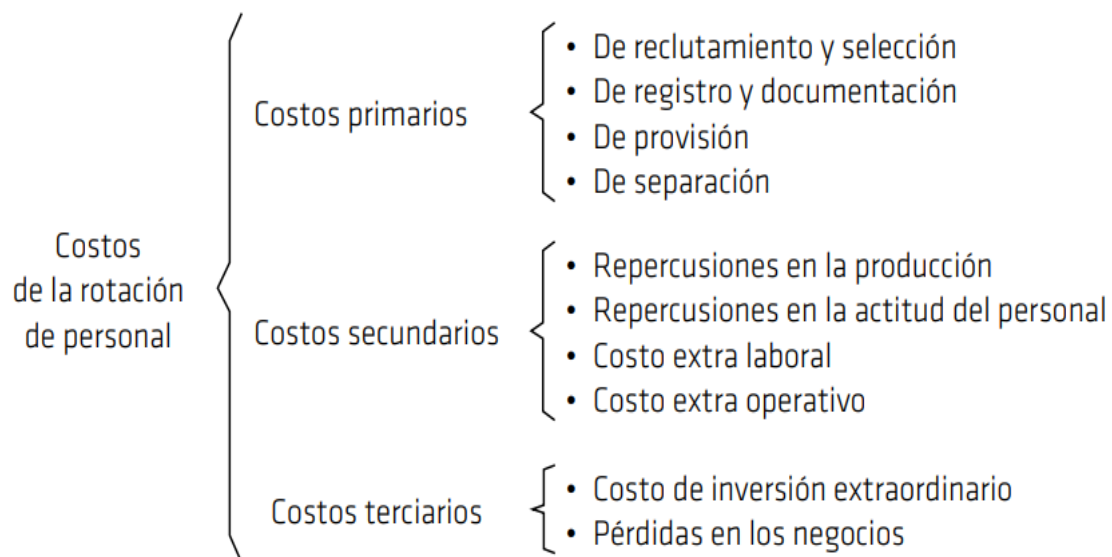 Costos
de la rotación
de personal
Costos primarios
• De reclutamiento y selección
• De registro y documentación
• De provisión
• De separación
Costos secundarios
• Repercusiones en la producción
• Repercusiones en la actitud del personal
• Costo extra laboral
• Costo extra operativo
Costos terciarios
• Costo de inversión extraordinario
• Pérdidas en los negocios